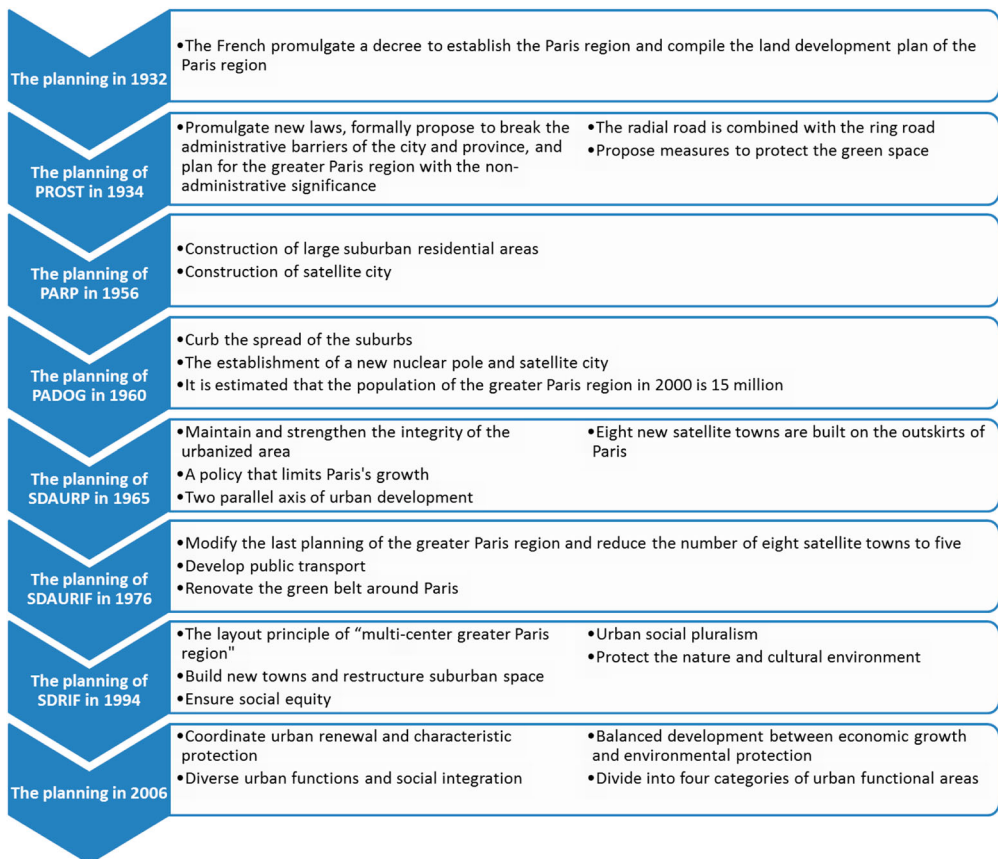 The planning in 1932
•The French promulgate a decree to establish the Paris region and compile the land development plan of the
Paris region
The planning of
PROST in 1934
•Promulgate new laws, formally propose to break the
administrative barriers of the city and province, and
plan for the greater Paris region with the non-
administrative significance
•The radial road is combined with the ring road
•Propose measures to protect the green space
The planning of
PARP in 1956
•Construction of large suburban residential areas
•Construction of satellite city
The planning of
PADOG in 1960
•Curb the spread of the suburbs
•The establishment of a new nuclear pole and satellite city
•It is estimated that the population of the greater Paris region in 2000 is 15 million
The planning of
SDAURP in 1965
•Maintain and strengthen the integrity of the
urbanized area
•A policy that limits Paris's growth
•Two parallel axis of urban development
•Eight new satellite towns are built on the outskirts of
Paris
The planning of
SDAURIF in 1976
•Modify the last planning of the greater Paris region and reduce the number of eight satellite towns to five
•Develop public transport
•Renovate the green belt around Paris
The planning of
SDRIF in 1994
•The layout principle of “multi-center greater Paris
region"
•Build new towns and restructure suburban space
•Ensure social equity
•Urban social pluralism
•Protect the nature and cultural environment
The planning in 2006
•Coordinate urban renewal and characteristic
protection
•Diverse urban functions and social integration
•Balanced development between economic growth
and environmental protection
•Divide into four categories of urban functional areas